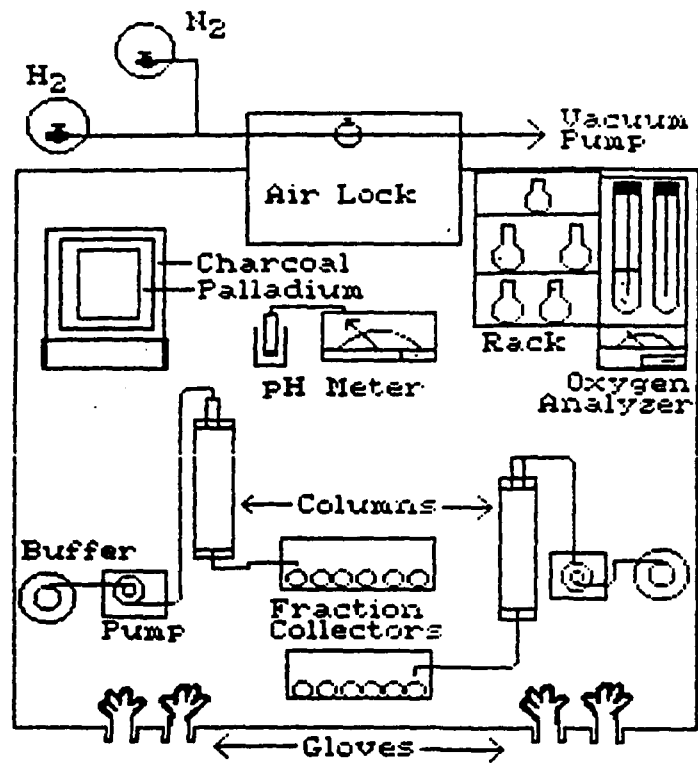 N₂
H₂
Vacuum
Pump
Air Lock
Charcoal
Palladium
Rack
pH Meter
Oxygen
Analyzer
Columns
Buffer
Pump
Fraction
Collectors
Gloves